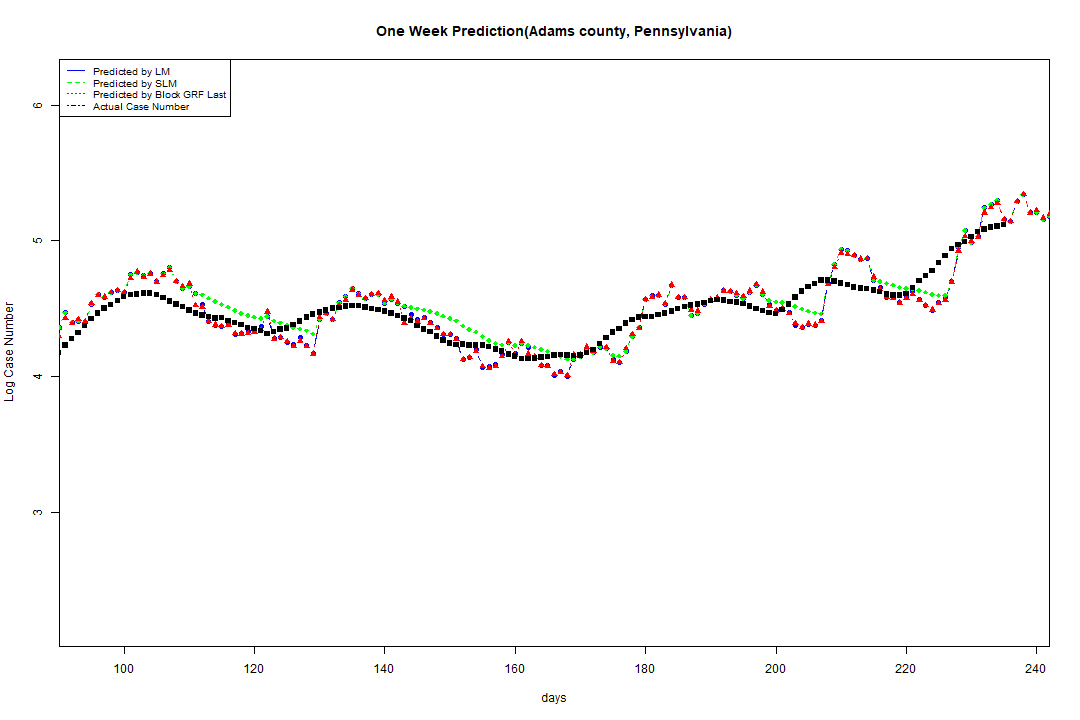 One Week Prediction(Adams county, Pennsylvania)
Predicted by LM
Predicted by SLM
Predicted by Block GRF Last
Actual Case Number
6
5
4
3
Log Case Number
100 120 140 160 180 200 220 240
days